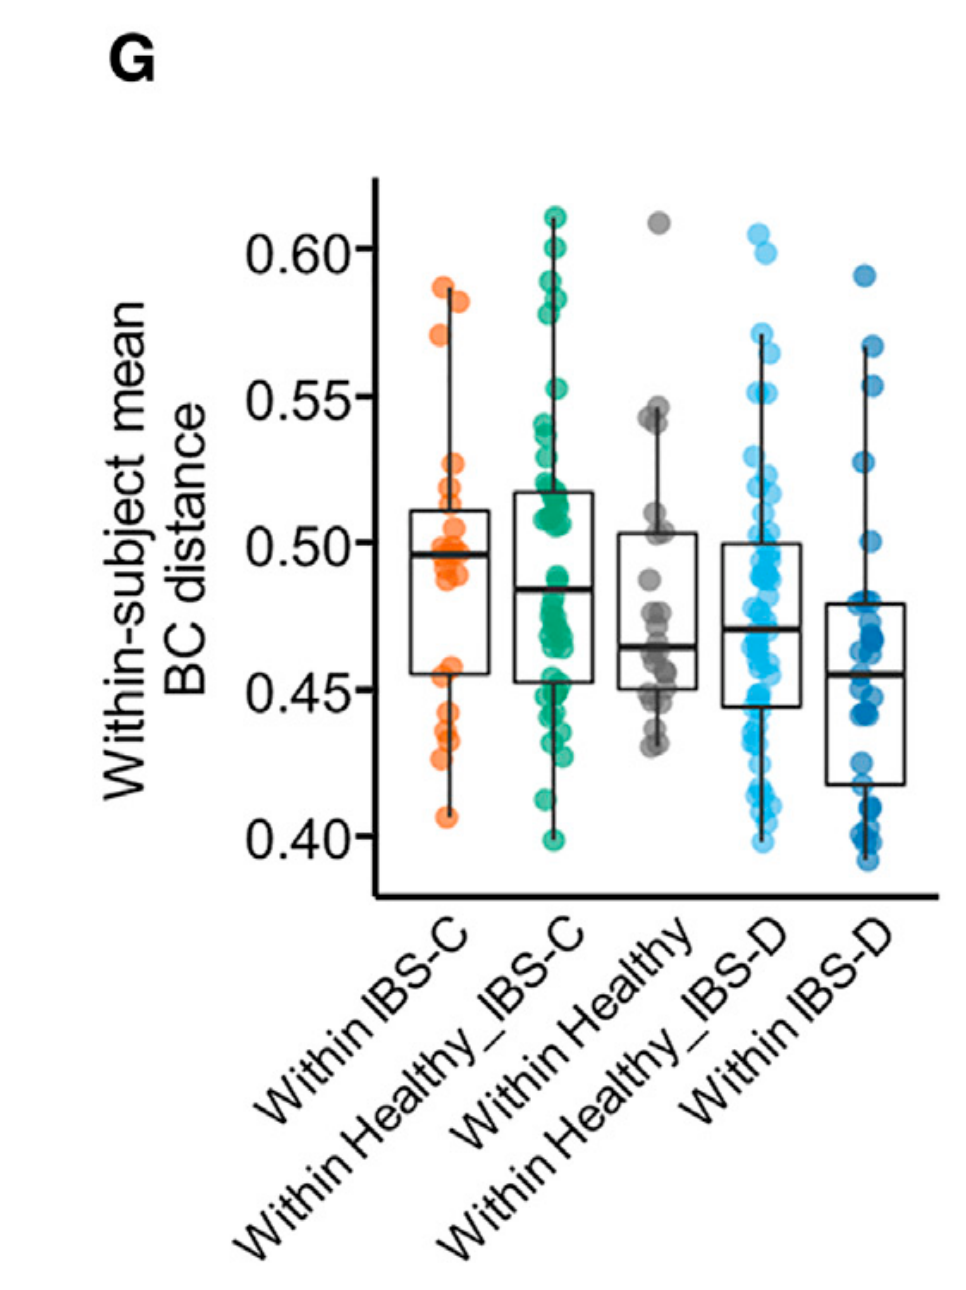 G
Within-subject mean
BC distance
0.60
0.55
0.50
0.45
0.40
Within IBS-C
Within Healthy_IBS-C
Within Healthy
Within Healthy_IBS-D
Within IBS-D